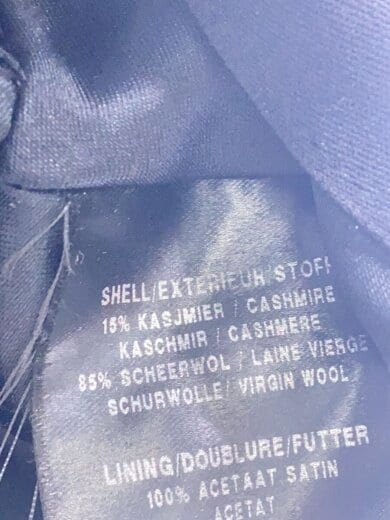 SHELL/EXTERIEUR/STOFF
15% KASJMIER / CASHMIRE
KASCHMIR / CASHMERE
85% SCHEERWOL / LAINE VIERGE
SCHURWOLLE/ VIRGIN WOOL
LINING/DOUBLURE/FUTTER
100% ACETAAT SATIN
ACETAT